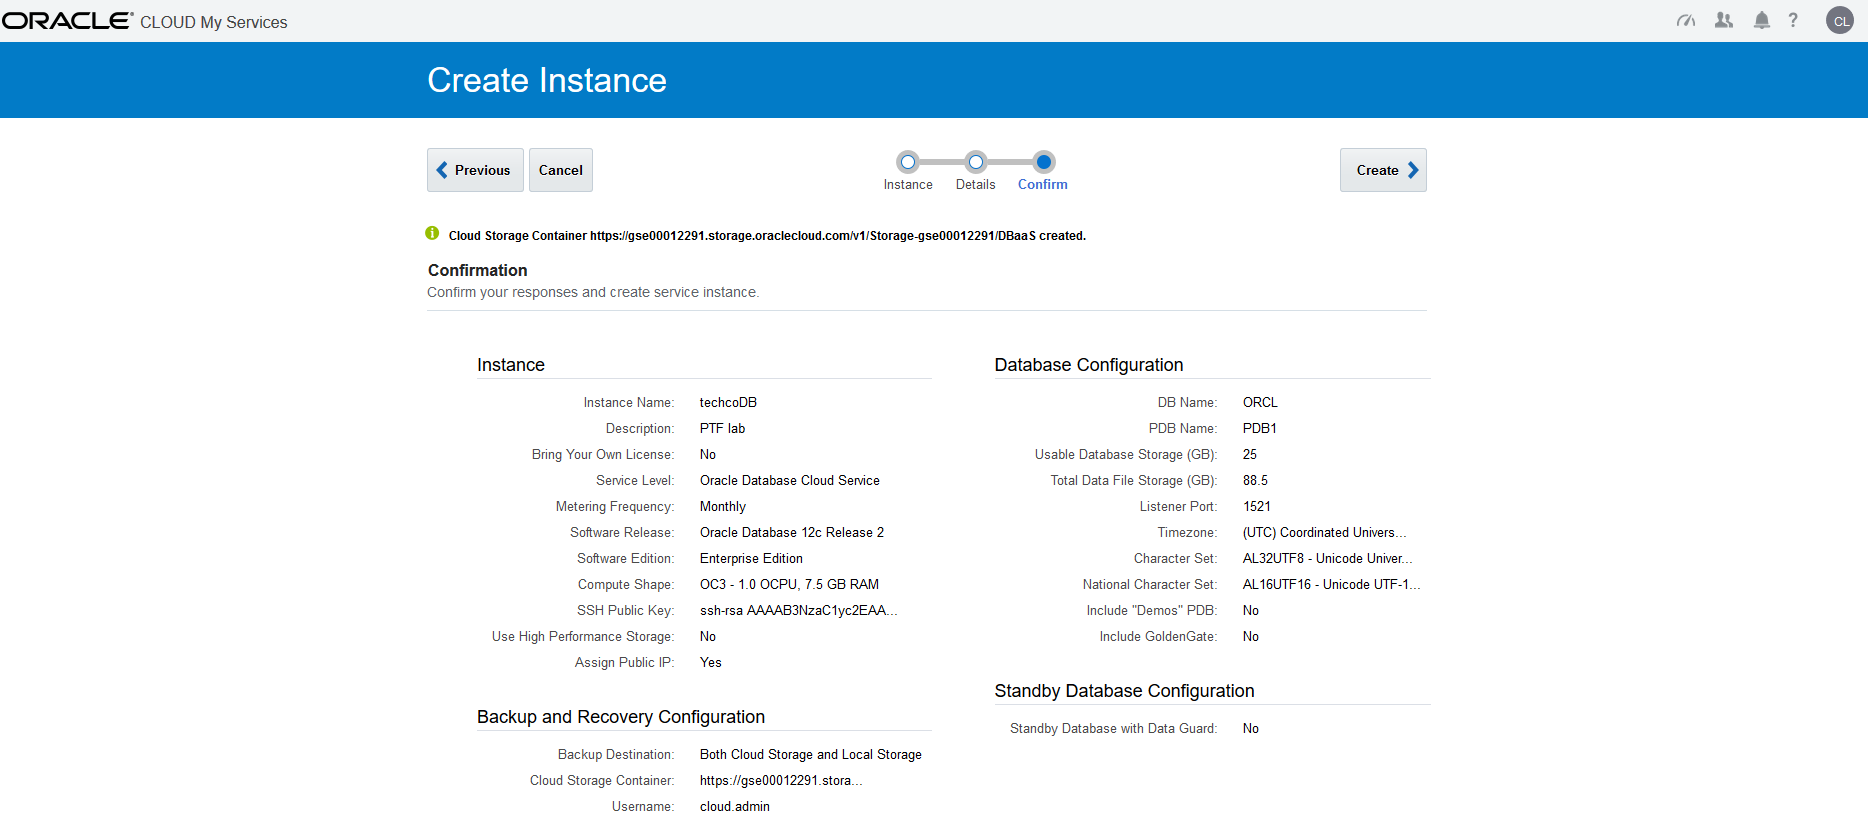 ORACLE CLOUD My Services
? CL
Create Instance
Previous Cancel
Instance Details Confirm
Create
Cloud Storage Container https://gse00012291.storage.oraclecloud.com/v1/Storage-gse00012291/DBaaS created.
Confirmation
Confirm your responses and create service instance.
Instance
Instance Name: techcoDB
Description: PTF lab
Bring Your Own License: No
Service Level: Oracle Database Cloud Service
Metering Frequency: Monthly
Software Release: Oracle Database 12c Release 2
Software Edition: Enterprise Edition
Compute Shape: OC3 - 1.0 OCPU, 7.5 GB RAM
SSH Public Key: ssh-rsa AAAAB3NzaC1yc2EAA...
Use High Performance Storage: No
Assign Public IP: Yes
Backup and Recovery Configuration
Backup Destination: Both Cloud Storage and Local Storage
Cloud Storage Container: https://gse00012291.stora...
Username: cloud.admin
Database Configuration
DB Name: ORCL
PDB Name: PDB1
Usable Database Storage (GB): 25
Total Data File Storage (GB): 88.5
Listener Port: 1521
Timezone: (UTC) Coordinated Univers...
Character Set: AL32UTF8 - Unicode Univer...
National Character Set: AL16UTF16 - Unicode UTF-1...
Include "Demos" PDB: No
Include GoldenGate: No
Standby Database Configuration
Standby Database with Data Guard: No